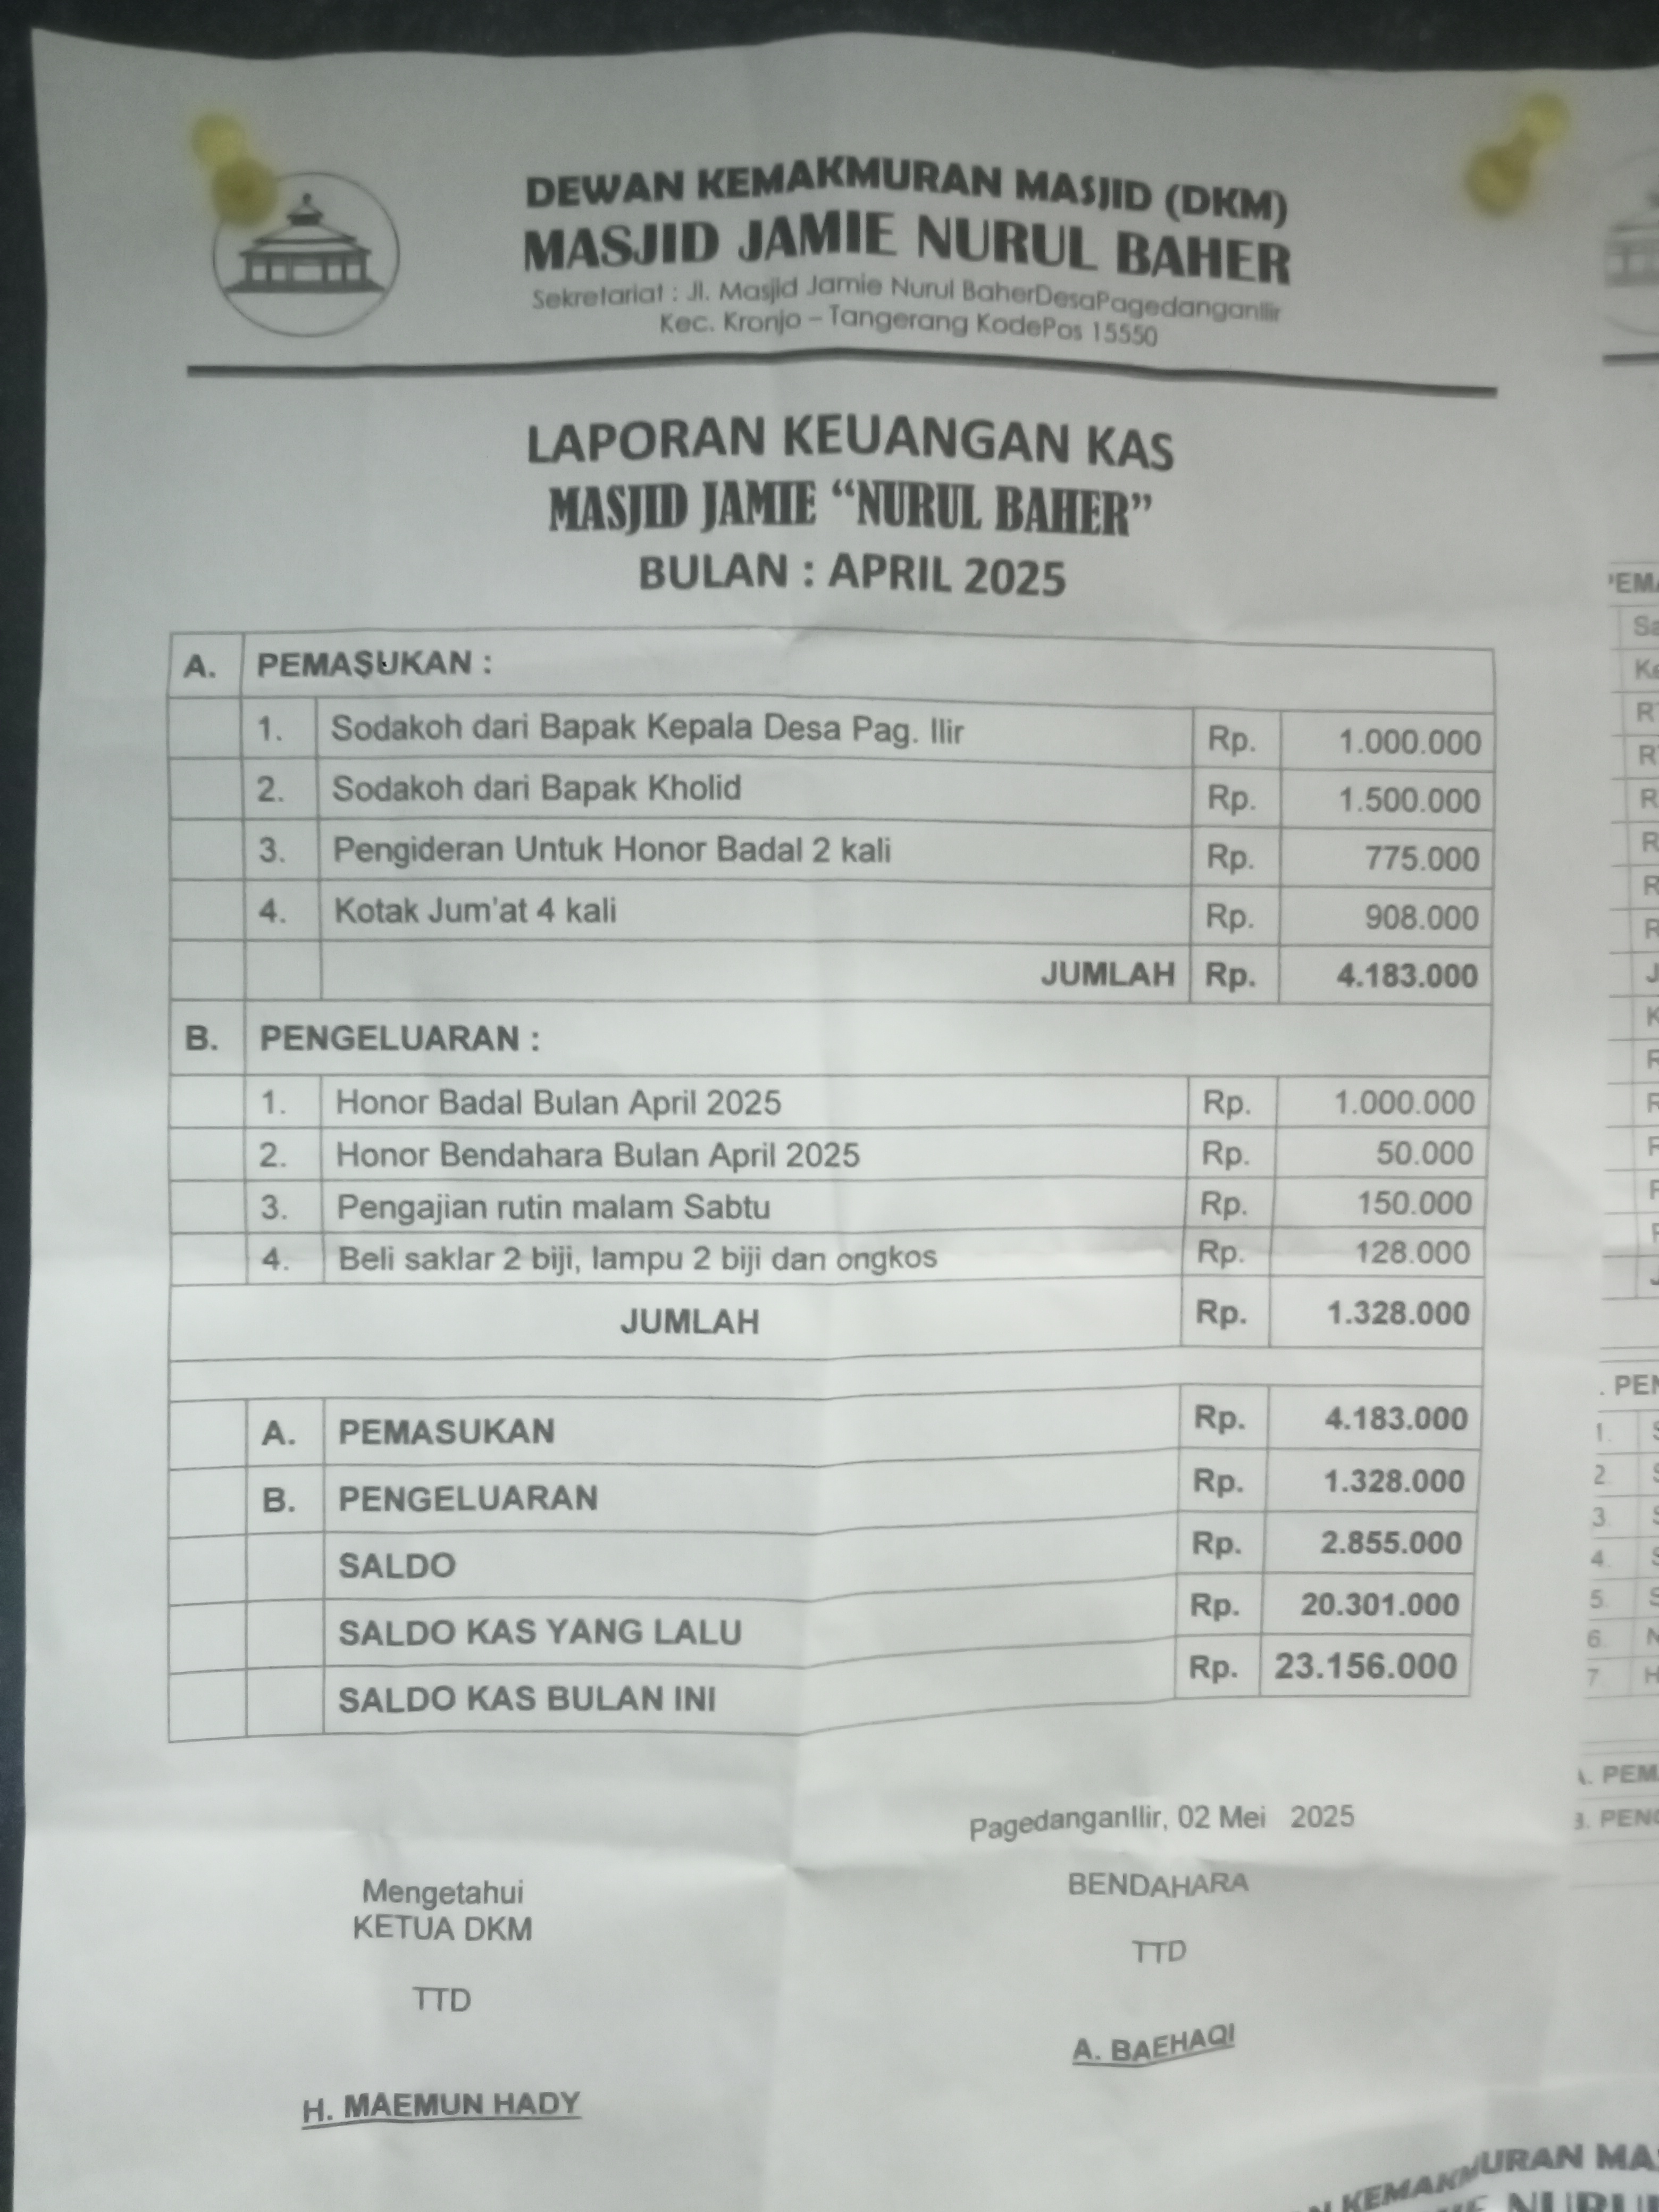 DEWAN KEMAKMURAN MASJID (DKM)
MASJID JAMIE NURUL BAHER
Sekretariat : Jl. Masjid Jamie Nurul BaherDesaPagedanganIlir
Kec. Kronjo – Tangerang KodePos 15550
LAPORAN KEUANGAN KAS
MASJID JAMIE “NURUL BAHER”
BULAN : APRIL 2025
A. PEMASUKAN :
1. Sodakoh dari Bapak Kepala Desa Pag. Ilir Rp. 1.000.000
2. Sodakoh dari Bapak Kholid Rp. 1.500.000
3. Pengideran Untuk Honor Badal 2 kali Rp. 775.000
4. Kotak Jum'at 4 kali Rp. 908.000
JUMLAH Rp. 4.183.000
B. PENGELUARAN :
1. Honor Badal Bulan April 2025 Rp. 1.000.000
2. Honor Bendahara Bulan April 2025 Rp. 50.000
3. Pengajian rutin malam Sabtu Rp. 150.000
4. Beli saklar 2 biji, lampu 2 biji dan ongkos Rp. 128.000
JUMLAH Rp. 1.328.000
A. PEMASUKAN Rp. 4.183.000
B. PENGELUARAN Rp. 1.328.000
SALDO Rp. 2.855.000
SALDO KAS YANG LALU Rp. 20.301.000
SALDO KAS BULAN INI Rp. 23.156.000
PagedanganIlir, 02 Mei 2025
Mengetahui
KETUA DKM
TTD
H. MAEMUN HADY
BENDAHARA
TTD
A. BAEHAQI